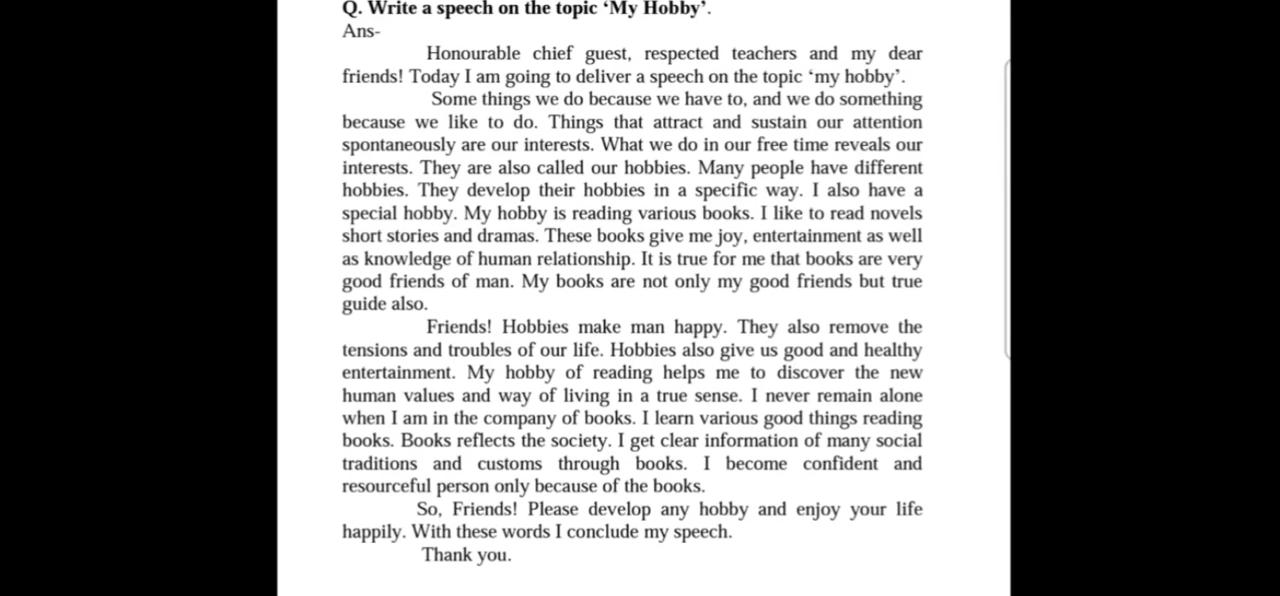 Q. Write a speech on the topic ‘My Hobby’.
Ans-
Honourable chief guest, respected teachers and my dear
friends! Today I am going to deliver a speech on the topic ‘my hobby’.
Some things we do because we have to, and we do something
because we like to do. Things that attract and sustain our attention
spontaneously are our interests. What we do in our free time reveals our
interests. They are also called our hobbies. Many people have different
hobbies. They develop their hobbies in a specific way. I also have a
special hobby. My hobby is reading various books. I like to read novels
short stories and dramas. These books give me joy, entertainment as well
as knowledge of human relationship. It is true for me that books are very
good friends of man. My books are not only my good friends but true
guide also.
Friends! Hobbies make man happy. They also remove the
tensions and troubles of our life. Hobbies also give us good and healthy
entertainment. My hobby of reading helps me to discover the new
human values and way of living in a true sense. I never remain alone
when I am in the company of books. I learn various good things reading
books. Books reflects the society. I get clear information of many social
traditions and customs through books. I become confident and
resourceful person only because of the books.
So, Friends! Please develop any hobby and enjoy your life
happily. With these words I conclude my speech.
Thank you.